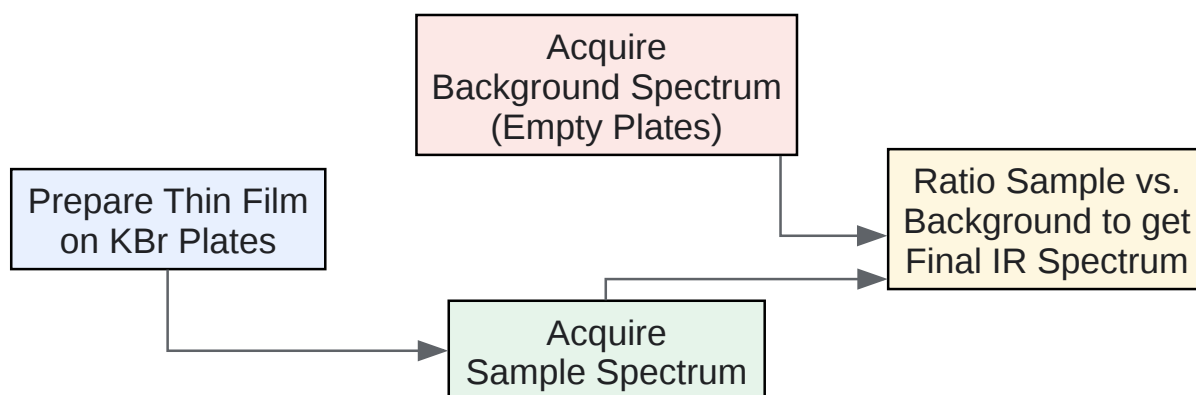 Acquire
Background Spectrum
(Empty Plates)
Prepare Thin Film
on KBr Plates
Ratio Sample vs.
Background to get
Final IR Spectrum
Acquire
Sample Spectrum